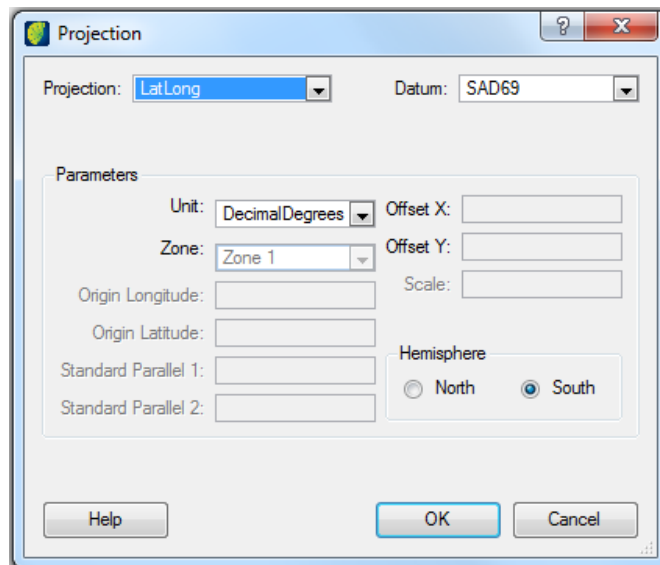 Projection
Projection: LatLong Datum: SAD69
Parameters
Unit: DecimalDegrees Offset X:
Zone: Zone 1 Offset Y:
Origin Longitude: Scale:
Origin Latitude:
Hemisphere
Standard Parallel 1: North South
Standard Parallel 2:
Help OK Cancel